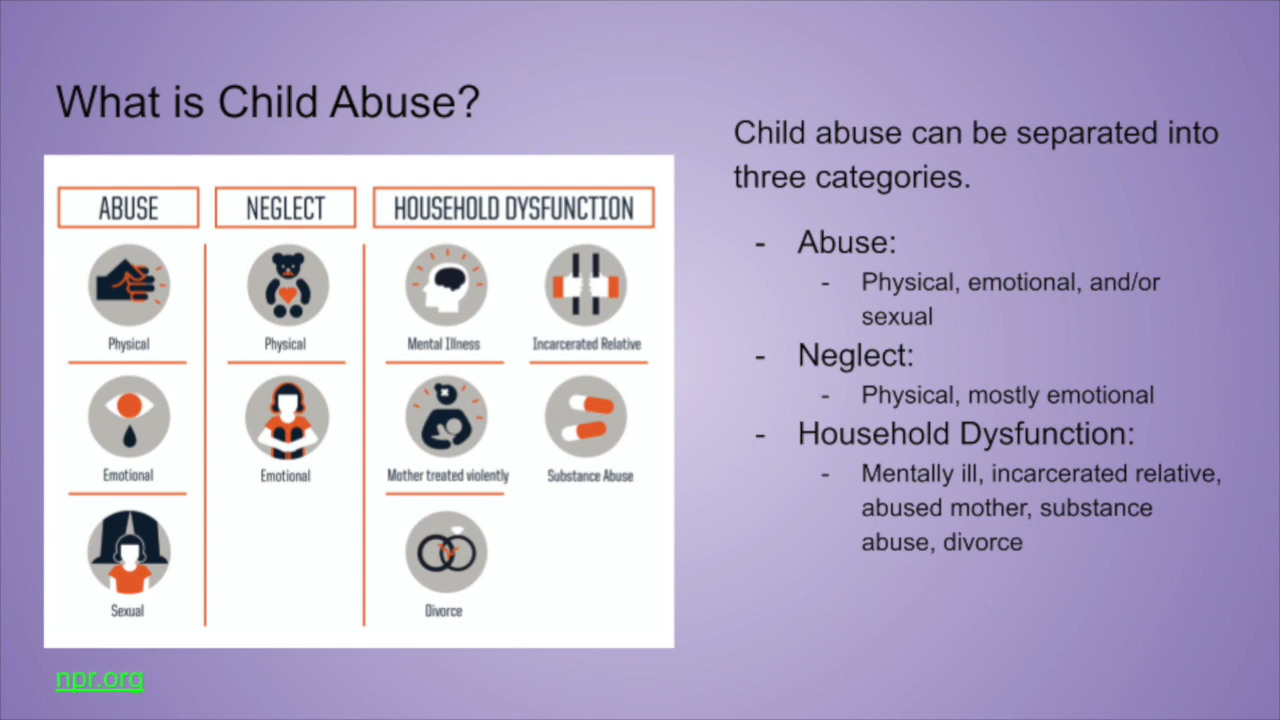 What is Child Abuse?
ABUSE
NEGLECT
HOUSEHOLD DYSFUNCTION
Physical
Physical
Mental Illness
Incarcerated Relative
Emotional
Emotional
Mother treated violently
Substance Abuse
Sexual
Divorce
npr.org
Child abuse can be separated into
three categories.
- Abuse:
- Physical, emotional, and/or
sexual
- Neglect:
- Physical, mostly emotional
- Household Dysfunction:
- Mentally ill, incarcerated relative,
abused mother, substance
abuse, divorce